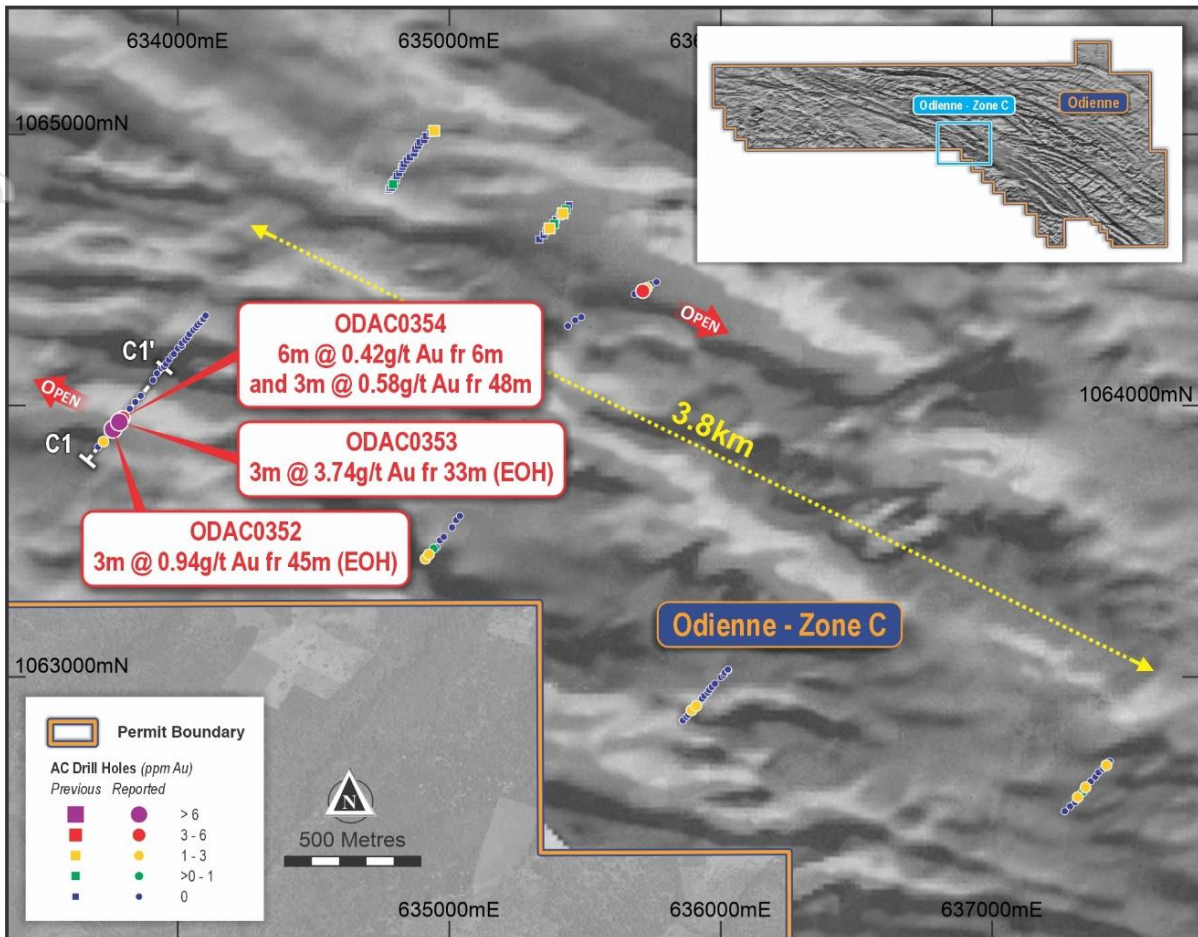 634000mE
635000mE
1065000mN
Odienne - Zone C
Odienne
OPEN
C1'
ODAC0354
6m @ 0.42g/t Au fr 6m
and 3m @ 0.58g/t Au fr 48m
OPEN
1064000mN
3.8km
C1
ODAC0353
3m @ 3.74g/t Au fr 33m (EOH)
ODAC0352
3m @ 0.94g/t Au fr 45m (EOH)
Odienne - Zone C
1063000mN
Permit Boundary
AC Drill Holes (ppm Au)
Previous Reported
> 6
3 - 6
1 - 3
>0 - 1
0
N
500 Metres
635000mE
636000mE
637000mE